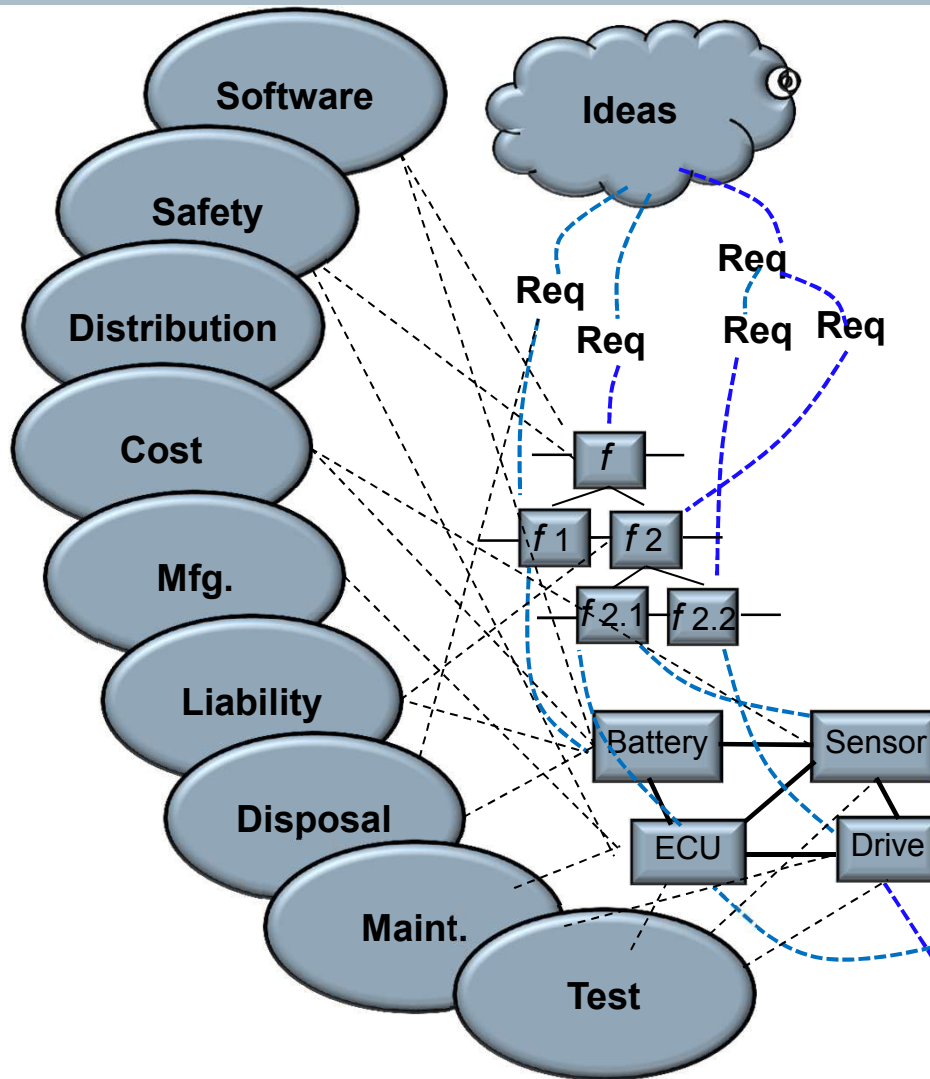 Software
Ideas
Safety
Req
Req
Distribution
Req
Req
Req
Cost
f
f 1
f 2
Mfg.
f 2.1
f 2.2
Liability
Battery
Sensor
Disposal
ECU
Drive
Maint.
Test